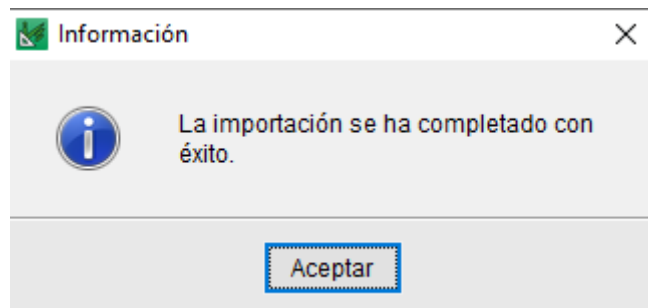 Información
La importación se ha completado con
éxito.
Aceptar